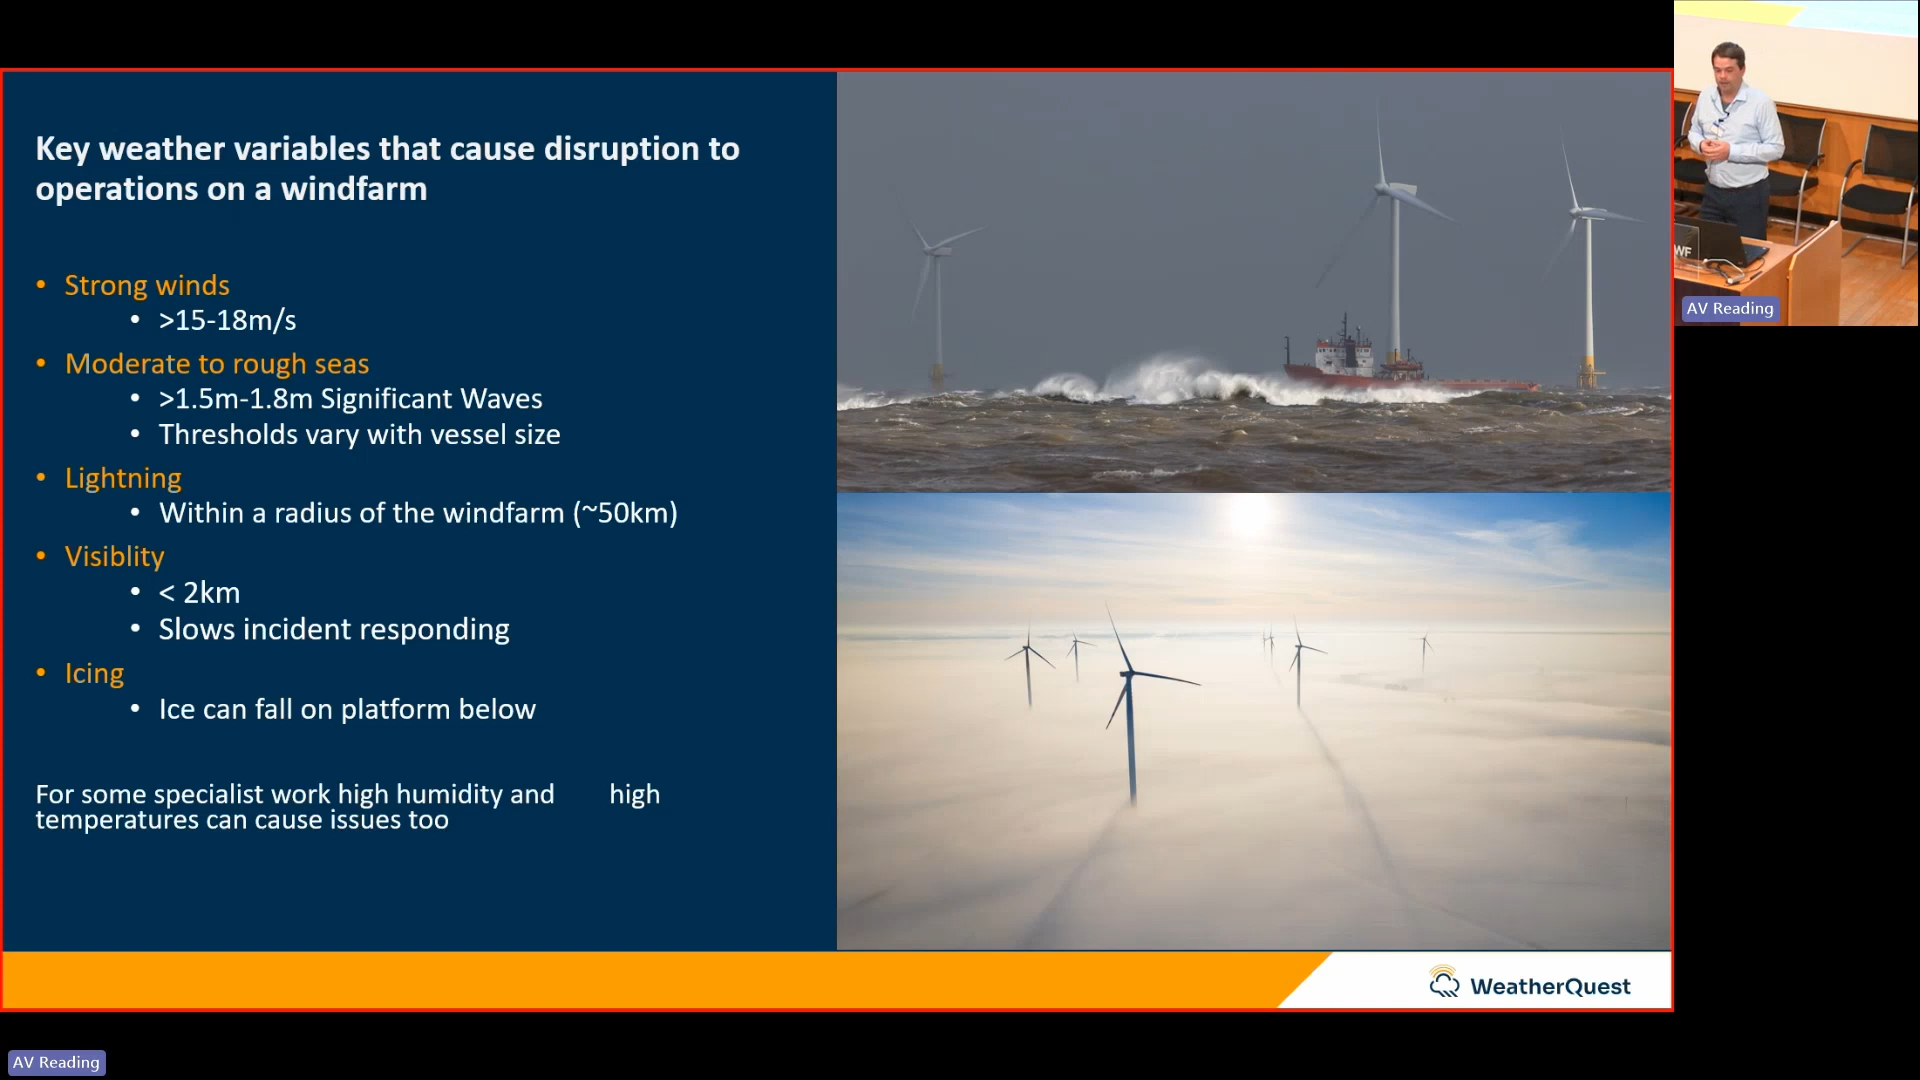 Key weather variables that cause disruption to
operations on a windfarm
• Strong winds
• >15-18m/s
• Moderate to rough seas
• >1.5m-1.8m Significant Waves
• Thresholds vary with vessel size
• Lightning
• Within a radius of the windfarm (~50km)
• Visiblity
• < 2km
• Slows incident responding
• Icing
• Ice can fall on platform below
For some specialist work high humidity and high
temperatures can cause issues too
WeatherQuest
WF
AV Reading
AV Reading